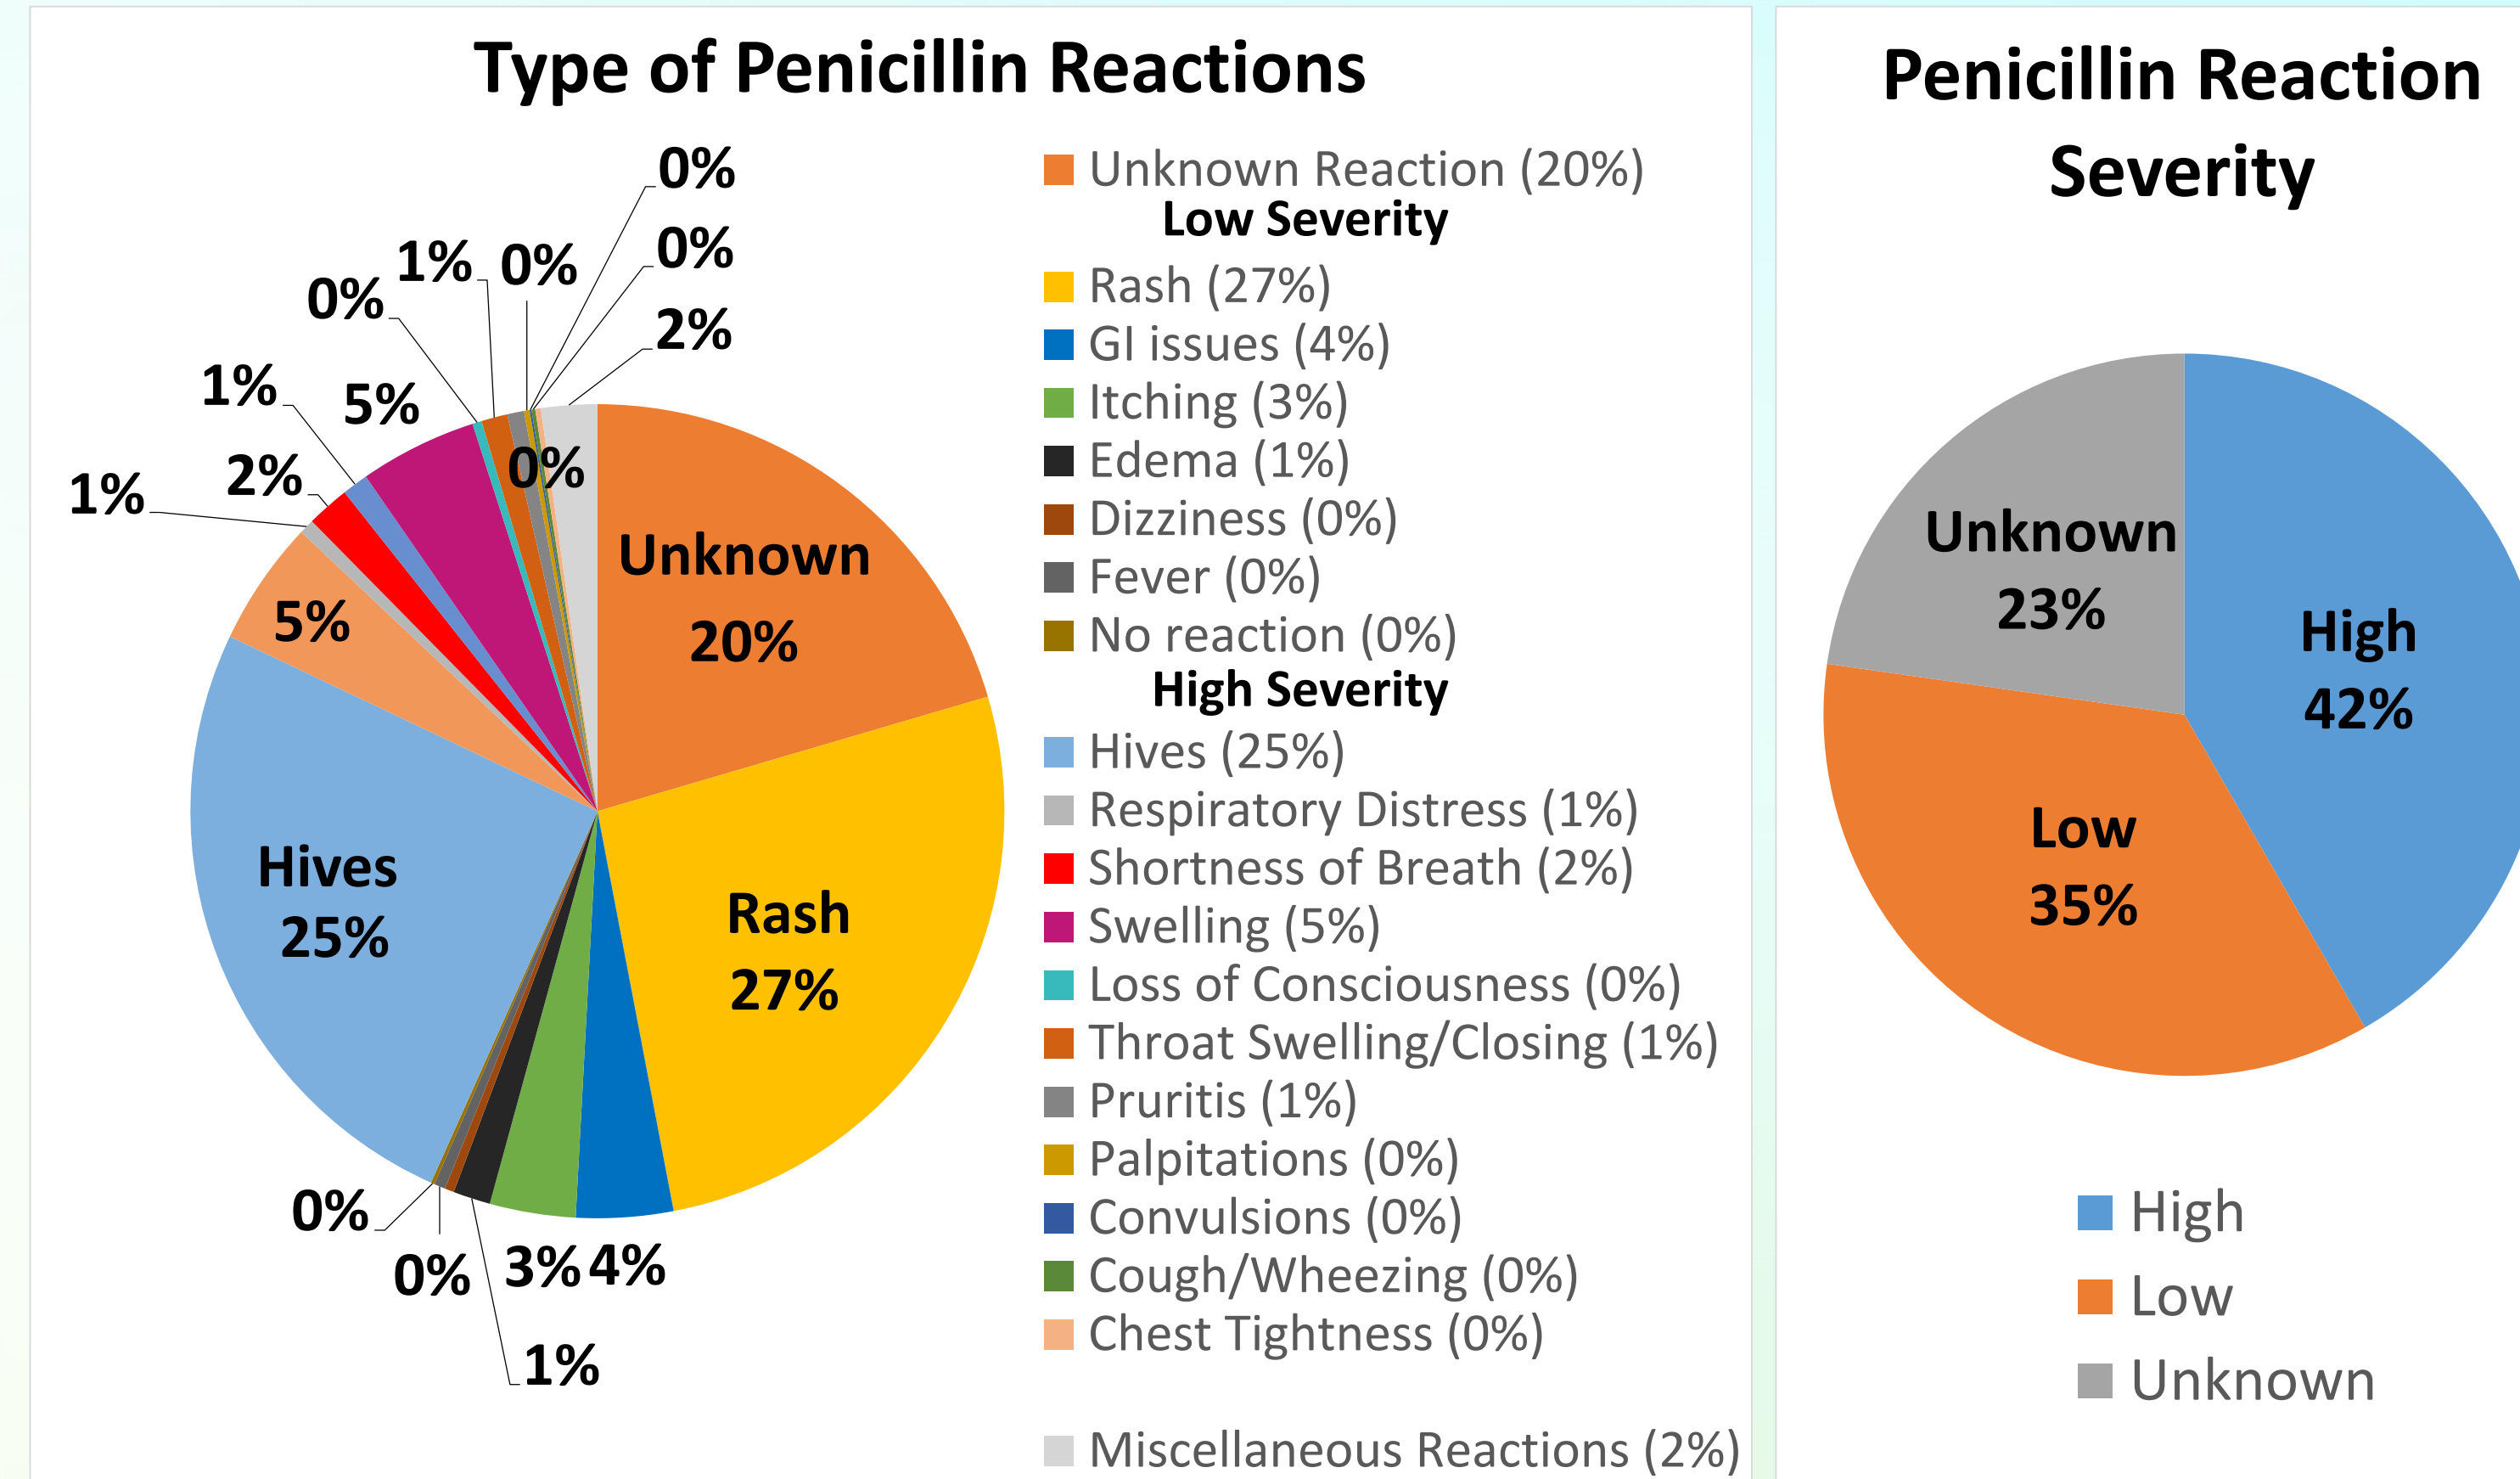 Type of Penicillin Reactions
0%
0%
1%
0%
0%
2%
1%
5%
2%
1%
0%
5%
Unknown
20%
Hives
25%
Rash
27%
0%
0%
3%
4%
1%
Unknown Reaction (20%)
Low Severity
Rash (27%)
GI issues (4%)
Itching (3%)
Edema (1%)
Dizziness (0%)
Fever (0%)
No reaction (0%)
High Severity
Hives (25%)
Respiratory Distress (1%)
Shortness of Breath (2%)
Swelling (5%)
Loss of Consciousness (0%)
Throat Swelling/Closing (1%)
Pruritis (1%)
Palpitations (0%)
Convulsions (0%)
Cough/Wheezing (0%)
Chest Tightness (0%)
Miscellaneous Reactions (2%)
Penicillin Reaction
Severity
Unknown
23%
High
42%
Low
35%
High
Low
Unknown